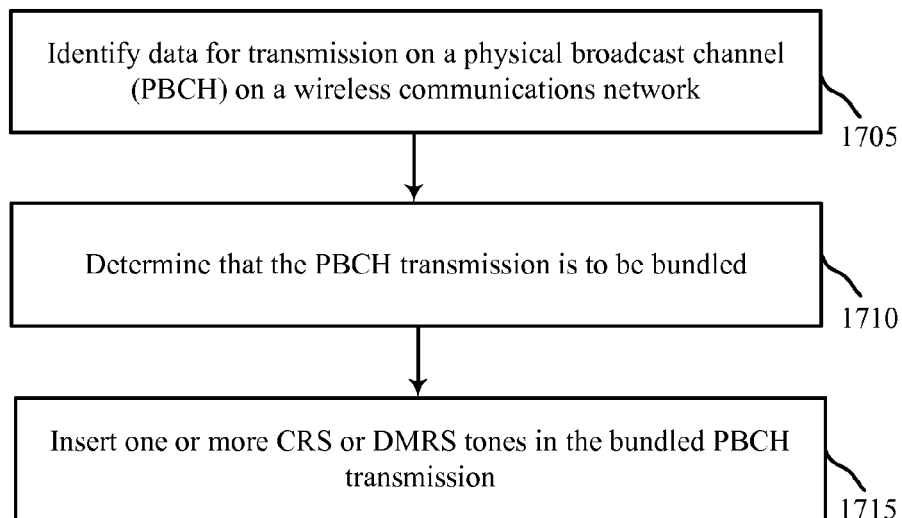 Identify data for transmission on a physical broadcast channel
(PBCH) on a wireless communications network
1705
Determine that the PBCH transmission is to be bundled
1710
Insert one or more CRS or DMRS tones in the bundled PBCH
transmission
1715